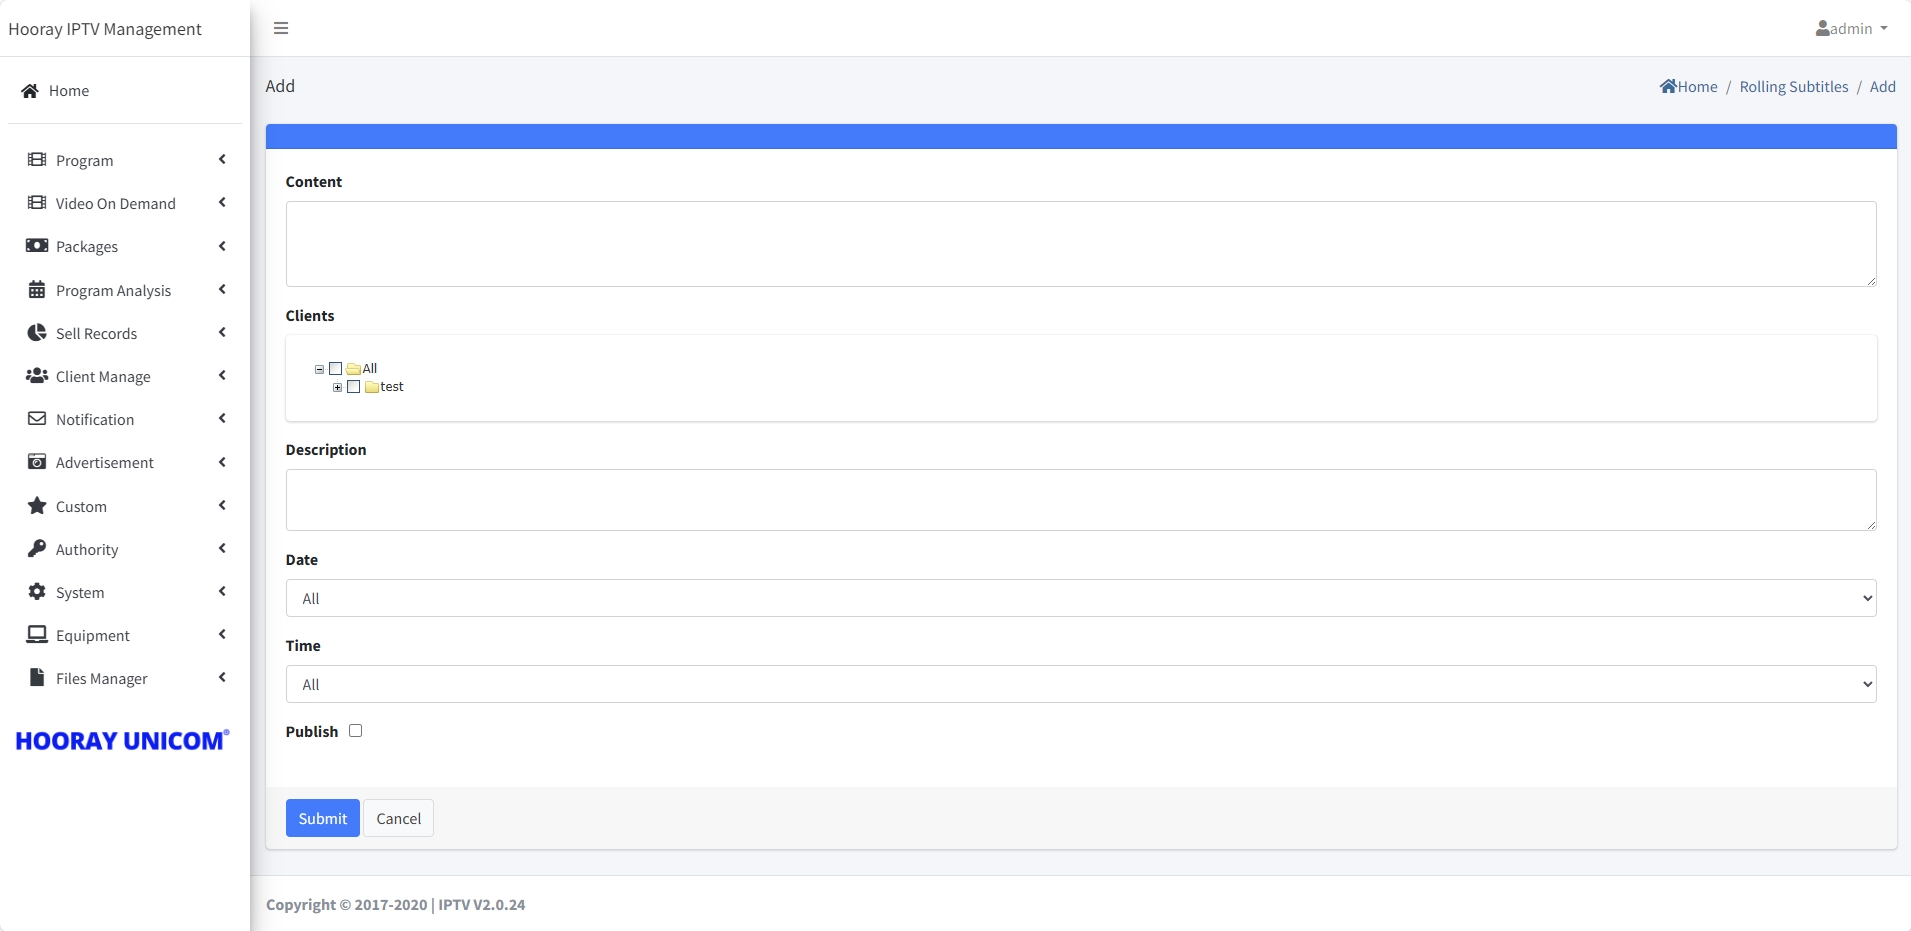 Hooray IPTV Management
admin
Home
Program
Video On Demand
Packages
Program Analysis
Sell Records
Client Manage
Notification
Advertisement
Custom
Authority
System
Equipment
Files Manager
HOORAY UNICOM®
Add
Home / Rolling Subtitles / Add
Content
Clients
All
test
Description
Date
All
Time
All
Publish
Submit Cancel
Copyright © 2017-2020 | IPTV V2.0.24